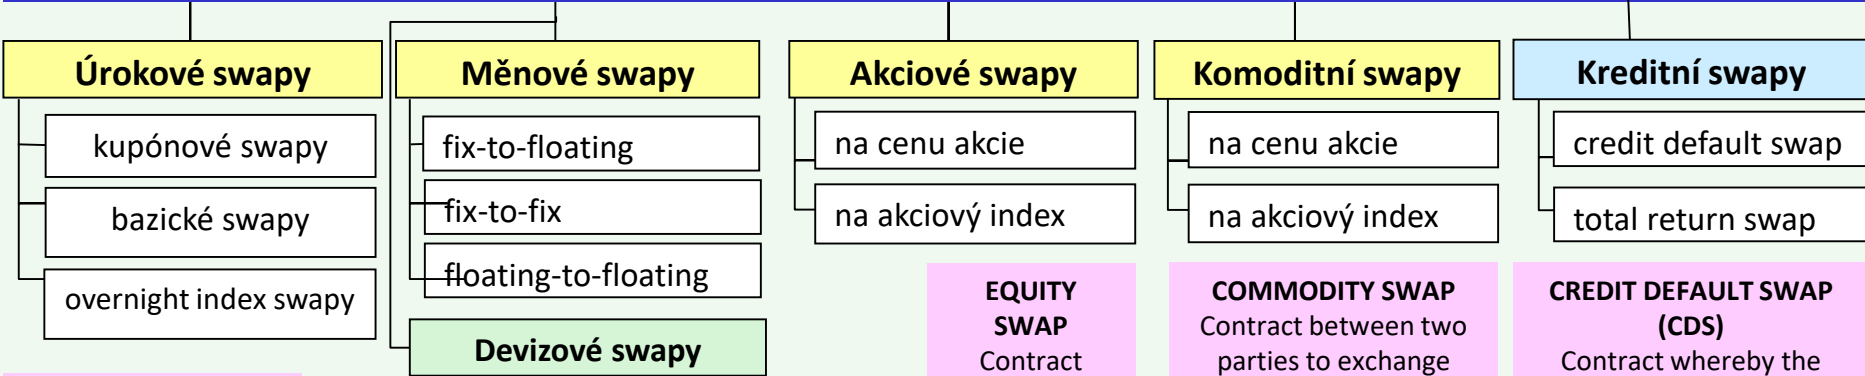 Úrokové swapy
kupónové swapy
bazické swapy
overnight index swapy
Měnové swapy
fix-to-floating
fix-to-fix
floating-to-floating
Devizové swapy
Akciové swapy
na cenu akcie
na akciový index
Komoditní swapy
na cenu akcie
na akciový index
Kreditní swapy
credit default swap
total return swap
EQUITY
SWAP
Contract
COMMODITY SWAP
Contract between two
parties to exchange
CREDIT DEFAULT SWAP
(CDS)
Contract whereby the